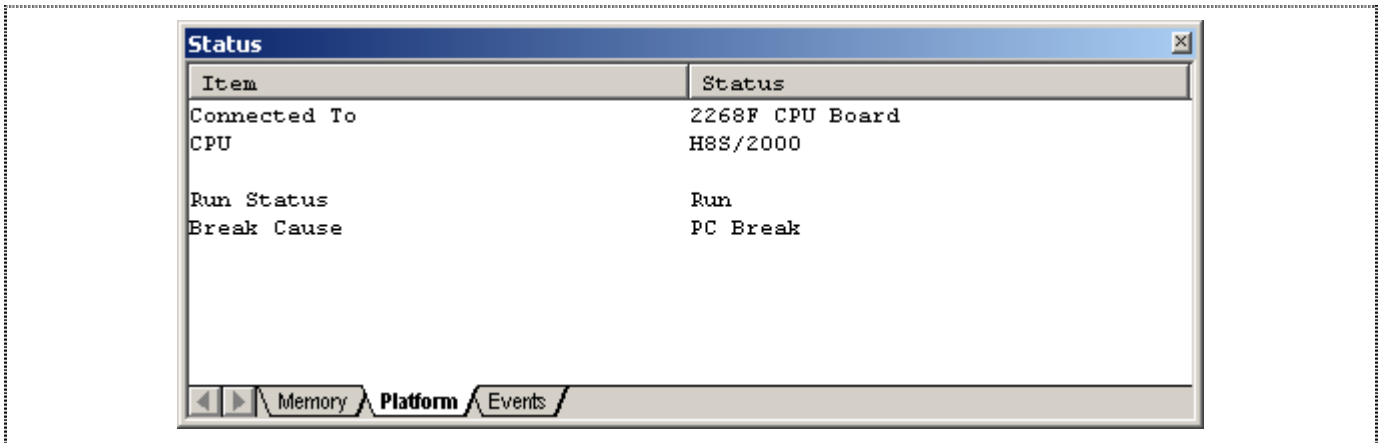 Status
Item Status
Connected To 2268F CPU Board
CPU H8S/2000
Run Status Run
Break Cause PC Break
Memory Platform Events